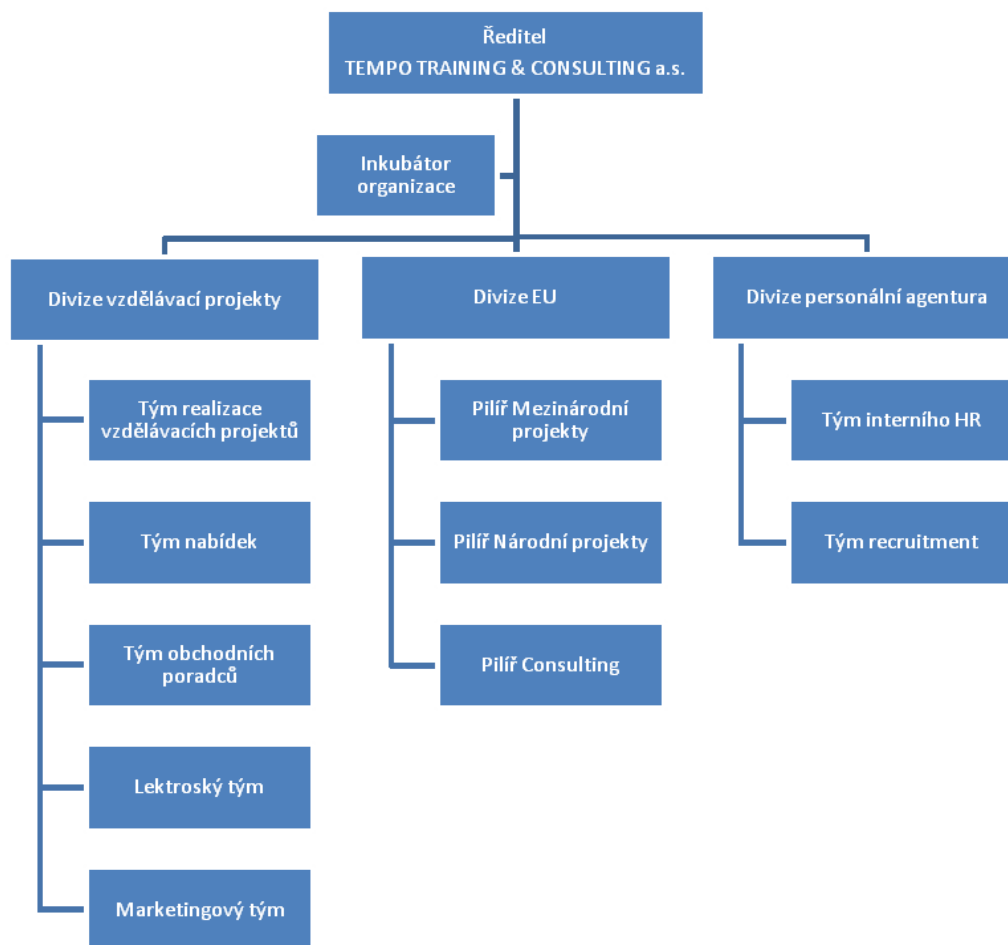 Ředitel
TEMPO TRAINING & CONSULTING a.s.
Inkubátor
organizace
Divize vzdělávací projekty
Tým realizace
vzdělávacích projektů
Tým nabídek
Tým obchodních
poradců
Lektroský tým
Marketingový tým
Divize EU
Pilíř Mezinárodní
projekty
Pilíř Národní projekty
Pilíř Consulting
Divize personální agentura
Tým interního HR
Tým recruitment